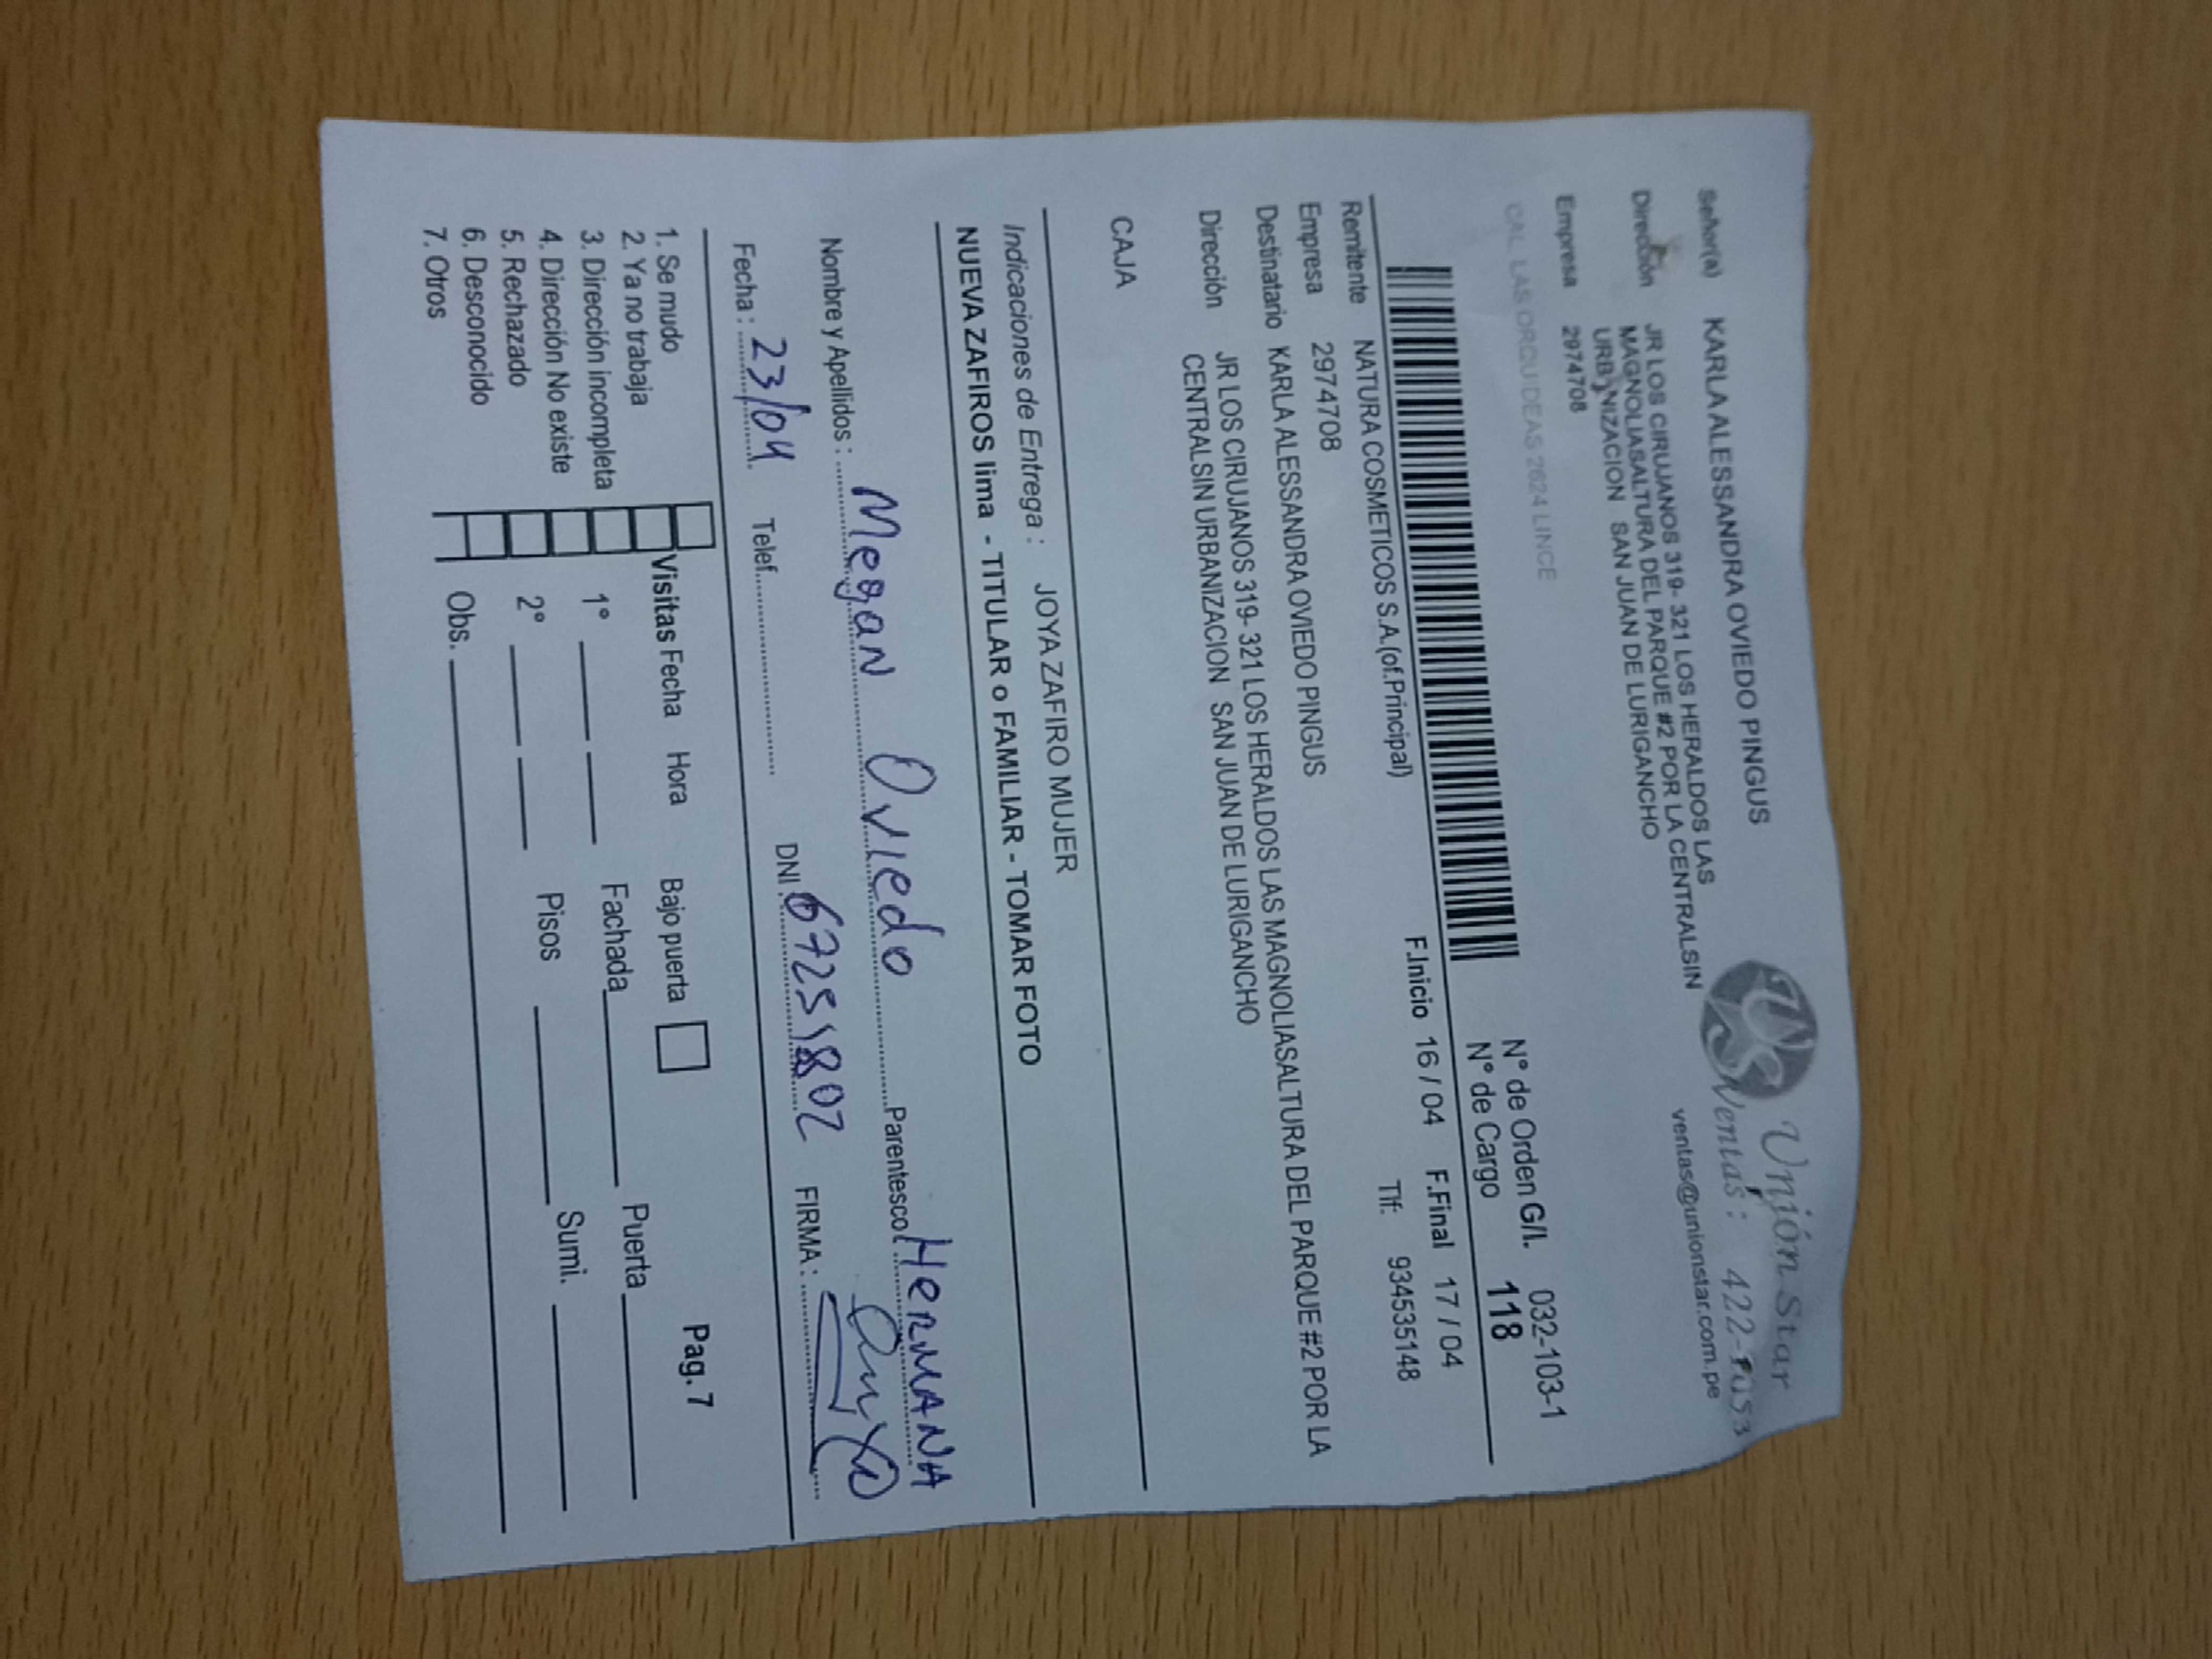 Unión Star
Señor(a) KARLA ALESSANDRA OVIEDO PINGUS
Ventas: 422-1053
Dirección JR LOS CIRUJANOS 319- 321 LOS HERALDOS LAS
MAGNOLIASALTURA DEL PARQUE #2 POR LA CENTRALSIN
URBANIZACION SAN JUAN DE LURIGANCHO
ventas@unionstar.com.pe
Empresa 2974708
CAL LAS ORQUIDEAS 2624 LINCE
N° de Orden G/I. 032-103-1
N° de Cargo 118
F.Inicio 16 / 04 F.Final 17 / 04
Remitente NATURA COSMETICOS S.A.(of.Principal) Tlf: 934535148
Empresa 2974708
Destinatario KARLA ALESSANDRA OVIEDO PINGUS
Dirección JR LOS CIRUJANOS 319- 321 LOS HERALDOS LAS MAGNOLIASALTURA DEL PARQUE #2 POR LA
CENTRALSIN URBANIZACION SAN JUAN DE LURIGANCHO
CAJA
Indicaciones de Entrega : JOYA ZAFIRO MUJER
NUEVA ZAFIROS lima - TITULAR o FAMILIAR - TOMAR FOTO
Nombre y Apellidos : Megan Oviedo Parentesco HERMANA
Fecha : 23/04 Telef. DNI 67251802 FIRMA :
1. Se mudo Visitas Fecha Hora Bajo puerta Pag. 7
2. Ya no trabaja
3. Dirección incompleta 1° Fachada Puerta
4. Dirección No existe
5. Rechazado 2° Pisos Sumi.
6. Desconocido
7. Otros Obs.